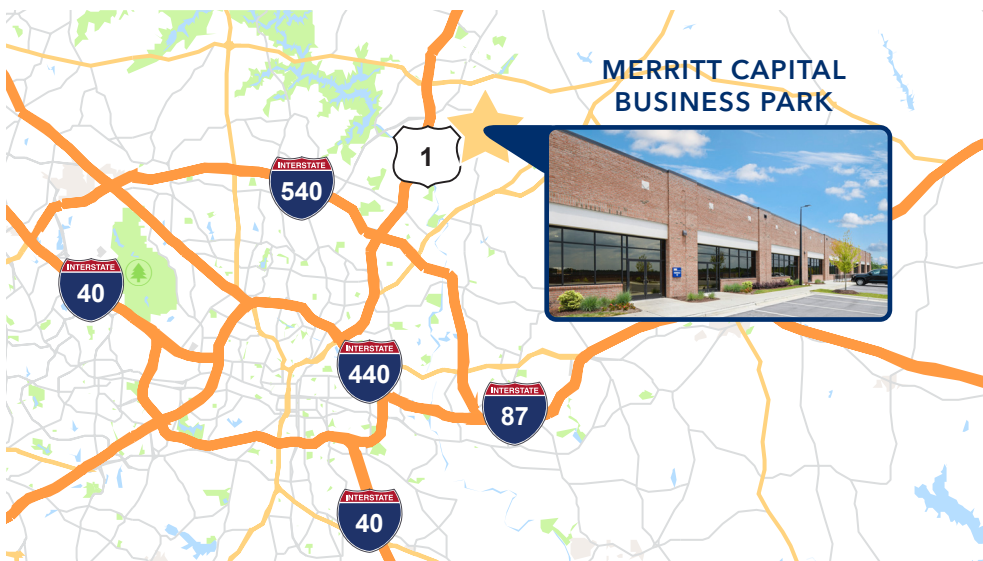 MERRITT CAPITAL
BUSINESS PARK
1
INTERSTATE
540
INTERSTATE
40
INTERSTATE
440
INTERSTATE
87
INTERSTATE
40